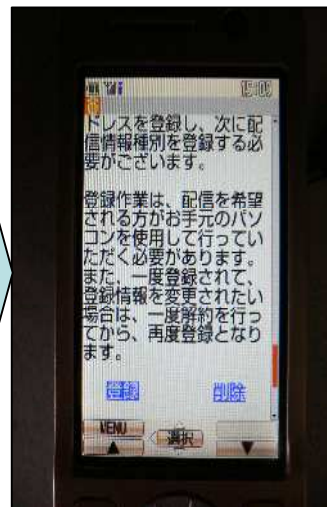 15:03
ドレスを登録し、次に配
信情報種別を登録する必
要がございます。
登録作業は、配信を希望
される方がお手元のパソ
コンを使用して行ってい
ただく必要があります。
また、一度登録されて、
登録情報を変更されたい
場合は、一度解約を行っ
てから、再度登録となり
ます。
登録 削除
MENU 選択